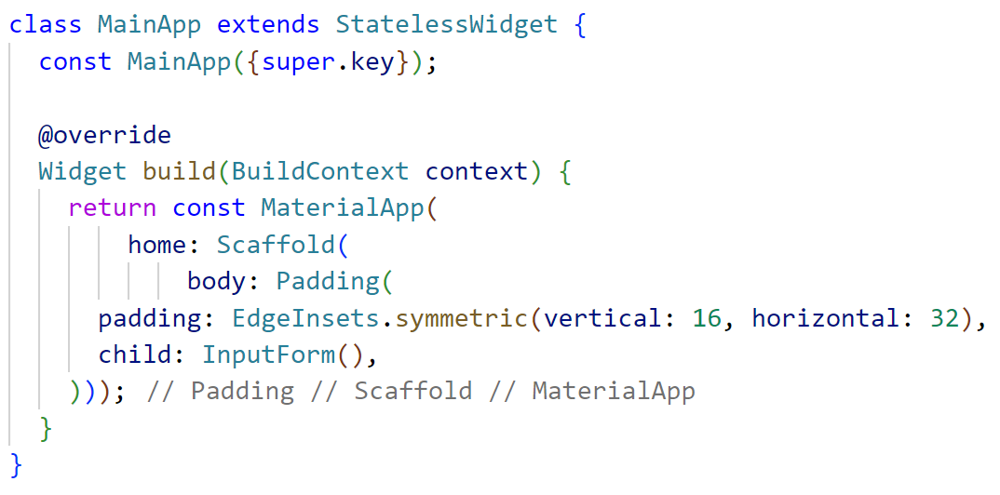 class MainApp extends StatelessWidget {
  const MainApp({super.key});

  @override
  Widget build(BuildContext context) {
    return const MaterialApp(
        home: Scaffold(
            body: Padding(
      padding: EdgeInsets.symmetric(vertical: 16, horizontal: 32),
      child: InputForm(),
    ))); // Padding // Scaffold // MaterialApp
  }
}